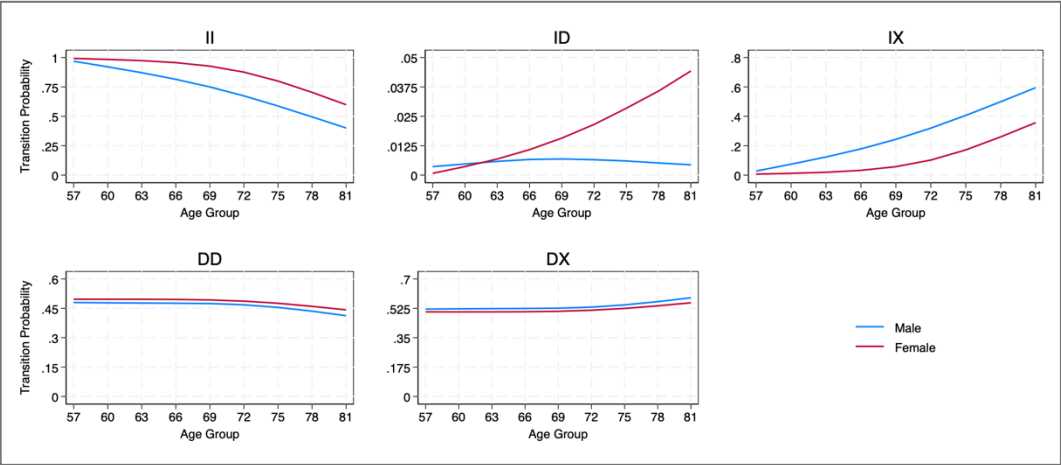 II
Transition Probability
1
.75
.5
.25
0
57 60 63 66 69 72 75 78 81
Age Group
ID
.05
.0375
.025
.0125
0
57 60 63 66 69 72 75 78 81
Age Group
IX
.8
.6
.4
.2
0
57 60 63 66 69 72 75 78 81
Age Group
DD
Transition Probability
.6
.45
.3
.15
0
57 60 63 66 69 72 75 78 81
Age Group
DX
.7
.525
.35
.175
0
57 60 63 66 69 72 75 78 81
Age Group
Male
Female